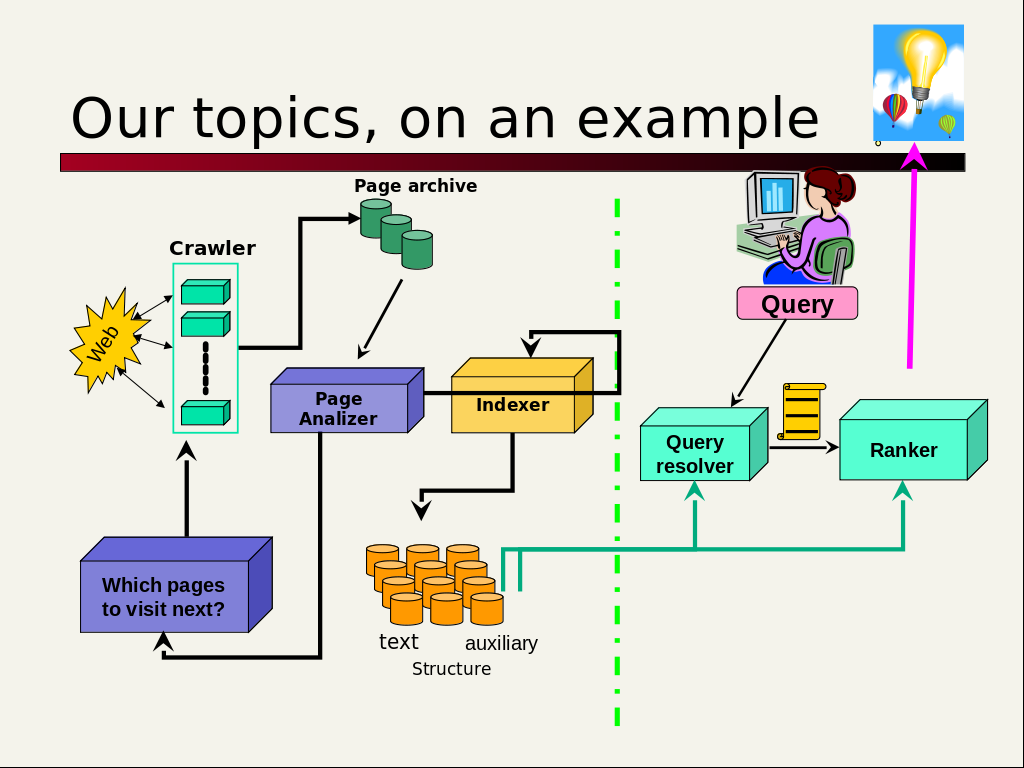 Our topics, on an example
Page archive
Crawler
Web
Query
Page
Analizer
Indexer
Query
resolver
Ranker
Which pages
to visit next?
text auxiliary
Structure